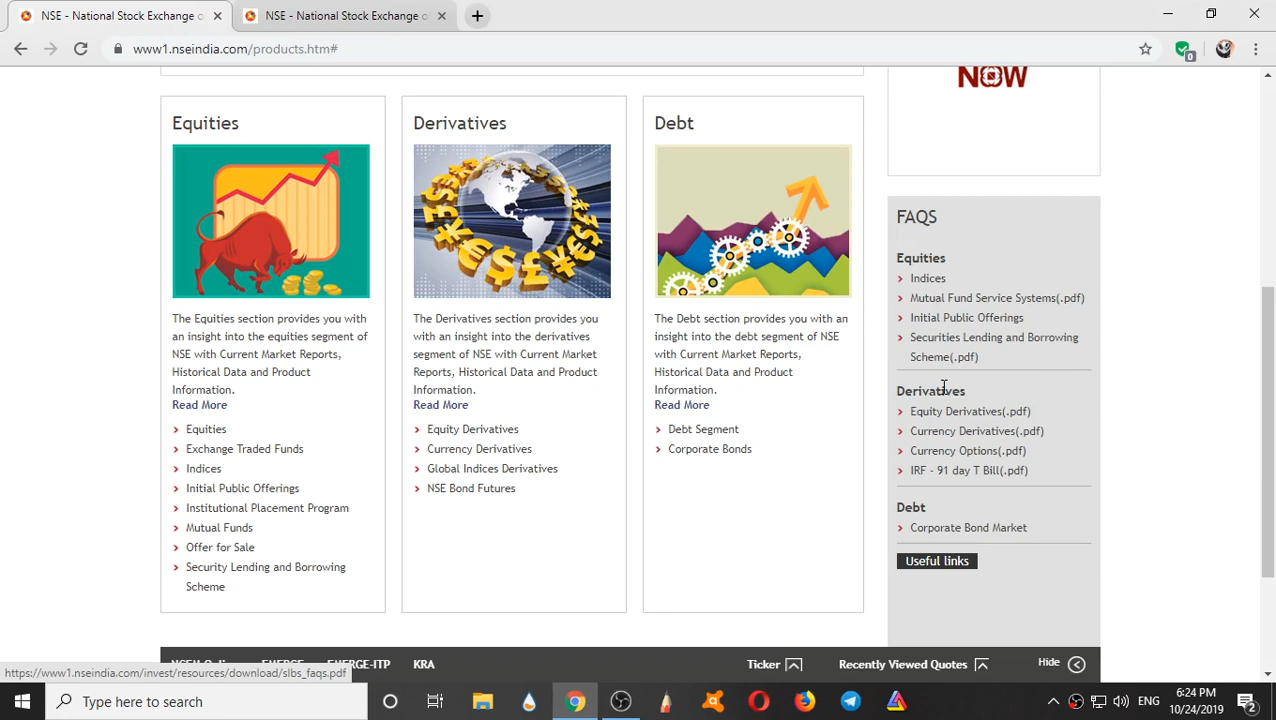 NSE - National Stock Exchange o
NSE - National Stock Exchange of
www1.nseindia.com/products.htm#
0
NOW
Equities
Derivatives
Debt
The Equities section provides you with
an insight into the equities segment of
NSE with Current Market Reports,
Historical Data and Product
Information.
Read More
Equities
Exchange Traded Funds
Indices
Initial Public Offerings
Institutional Placement Program
Mutual Funds
Offer for Sale
Security Lending and Borrowing
Scheme
The Derivatives section provides you
with an insight into the derivatives
segment of NSE with Current Market
Reports, Historical Data and Product
Information.
Read More
Equity Derivatives
Currency Derivatives
Global Indices Derivatives
NSE Bond Futures
The Debt section provides you with
an insight into the debt segment of NSE
with Current Market Reports,
Historical Data and Product
Information.
Read More
Debt Segment
Corporate Bonds
FAQS
Equities
Indices
Mutual Fund Service Systems(.pdf)
Initial Public Offerings
Securities Lending and Borrowing
Scheme(.pdf)
Derivatives
Equity Derivatives(.pdf)
Currency Derivatives(.pdf)
Currency Options(.pdf)
IRF - 91 day T Bill(.pdf)
Debt
Corporate Bond Market
Useful links
EMERGE-ITP
KRA
Ticker
Recently Viewed Quotes
Hide
https://www1.nseindia.com/invest/resources/download/slbs_faqs.pdf
Type here to search
ENG
6:24 PM
10/24/2019
2